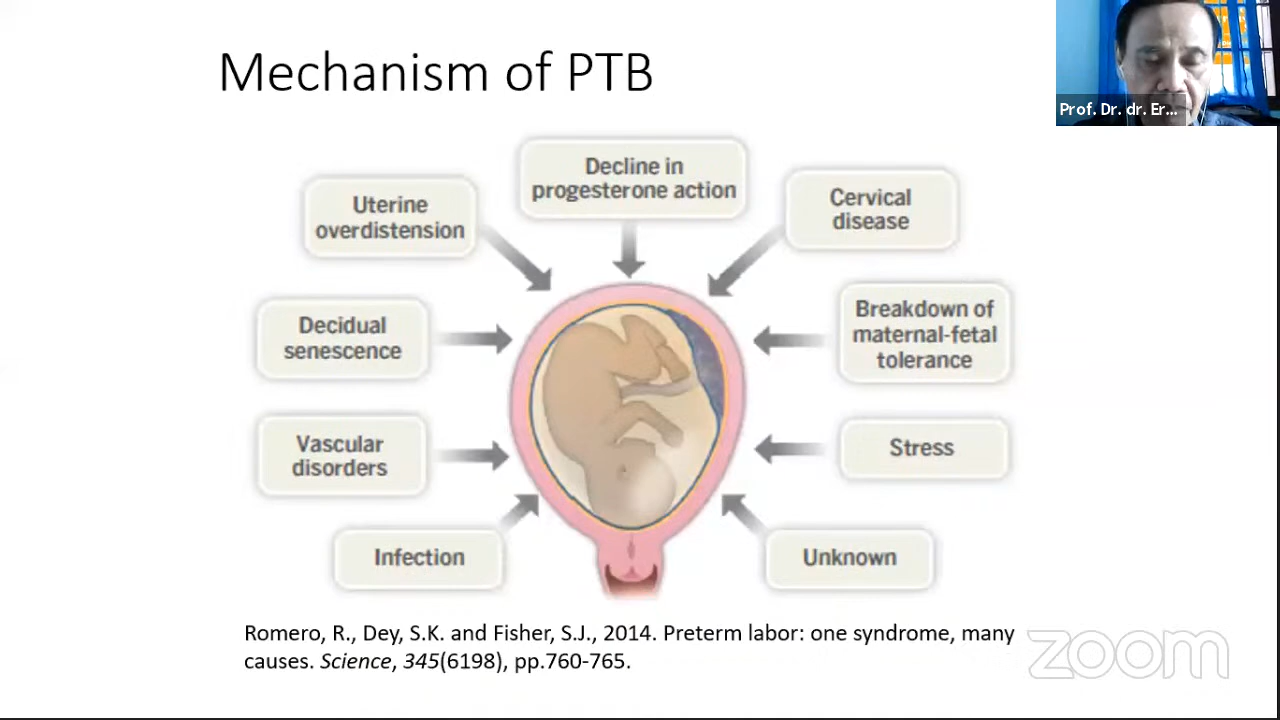 Mechanism of PTB
Prof. Dr. dr. Er...
Decline in
progesterone action
Uterine
overdistension
Cervical
disease
Decidual
senescence
Breakdown of
maternal-fetal
tolerance
Vascular
disorders
Stress
Infection
Unknown
Romero, R., Dey, S.K. and Fisher, S.J., 2014. Preterm labor: one syndrome, many
causes. Science, 345(6198), pp.760-765.
zoom